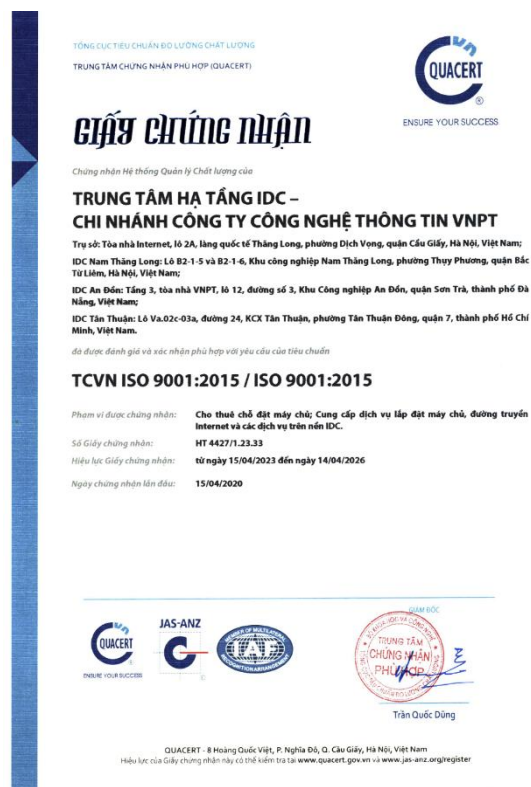 TỔNG CỤC TIÊU CHUẨN ĐO LƯỜNG CHẤT LƯỢNG
TRUNG TÂM CHỨNG NHẬN PHÙ HỢP (QUACERT)
vn
QUACERT
®
ENSURE YOUR SUCCESS
GIẤY CHỨNG NHẬN
Chứng nhận Hệ thống Quản lý Chất lượng của
TRUNG TÂM HẠ TẦNG IDC –
CHI NHÁNH CÔNG TY CÔNG NGHỆ THÔNG TIN VNPT
Trụ sở: Tòa nhà Internet, lô 2A, làng quốc tế Thăng Long, phường Dịch Vọng, quận Cầu Giấy, Hà Nội, Việt Nam;
IDC Nam Thăng Long: Lô B2-1-5 và B2-1-6, Khu công nghiệp Nam Thăng Long, phường Thụy Phương, quận Bắc
Từ Liêm, Hà Nội, Việt Nam;
IDC An Đồn: Tầng 3, tòa nhà VNPT, lô 12, đường số 3, Khu Công nghiệp An Đồn, quận Sơn Trà, thành phố Đà
Nẵng, Việt Nam;
IDC Tân Thuận: Lô Va.02c-03a, đường 24, KCX Tân Thuận, phường Tân Thuận Đông, quận 7, thành phố Hồ Chí
Minh, Việt Nam.
đã được đánh giá và xác nhận phù hợp với yêu cầu của tiêu chuẩn
TCVN ISO 9001:2015 / ISO 9001:2015
Phạm vi được chứng nhận: Cho thuê chỗ đặt máy chủ; Cung cấp dịch vụ lắp đặt máy chủ, đường truyền
Internet và các dịch vụ trên nền IDC.
Số Giấy chứng nhận: HT 4427/1.23.33
Hiệu lực Giấy chứng nhận: từ ngày 15/04/2023 đến ngày 14/04/2026
Ngày chứng nhận lần đầu: 15/04/2020
GIÁM ĐỐC
vn
QUACERT
ENSURE YOUR SUCCESS
JAS-ANZ
MEMBER OF MULTILATERAL
IAF
RECOGNITION ARRANGEMENT
TRUNG TÂM
CHỨNG NHẬN
PHÙ HỢP
Trần Quốc Dũng
QUACERT - 8 Hoàng Quốc Việt, P. Nghĩa Đô, Q. Cầu Giấy, Hà Nội, Việt Nam
Hiệu lực của Giấy chứng nhận này có thể kiểm tra tại www.quacert.gov.vn và www.jas-anz.org/register